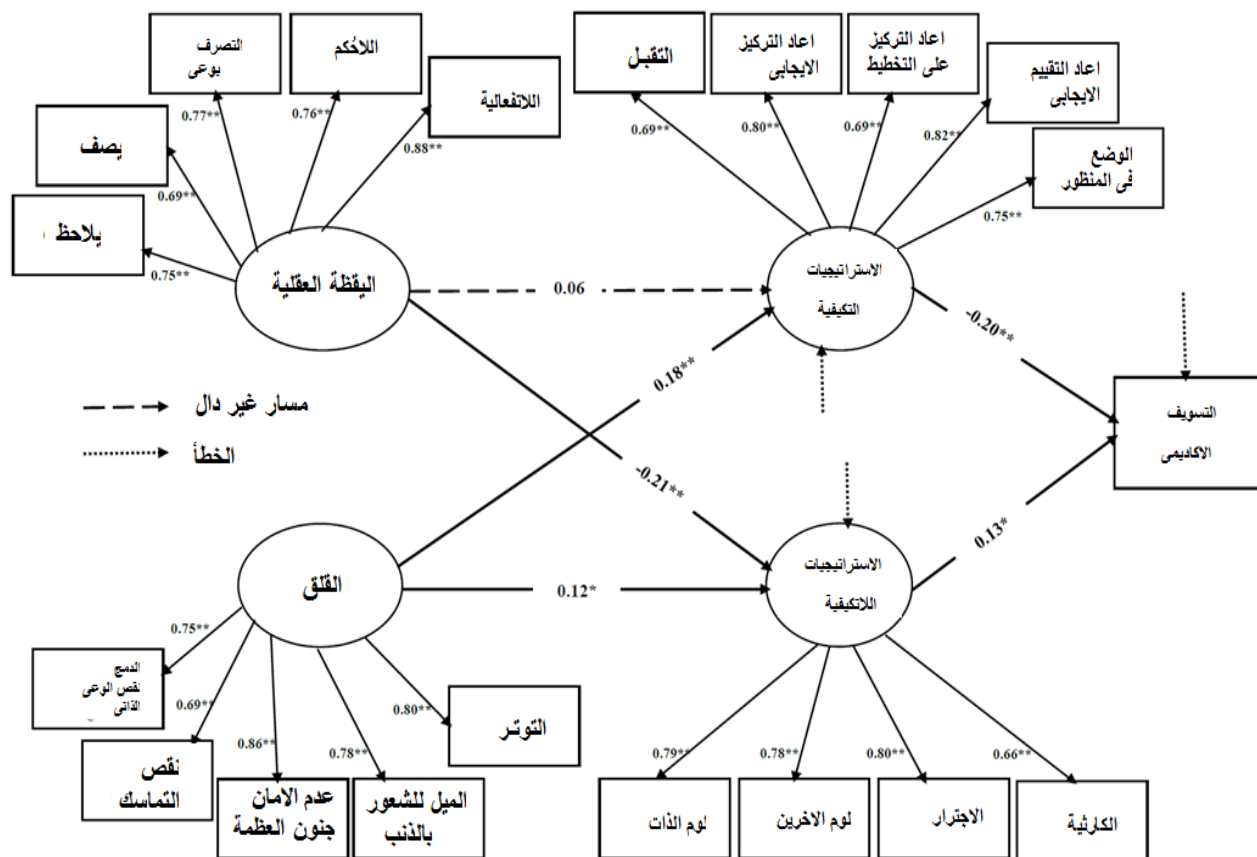 التصرف
بوعى
اللاحُكم
اللاتفعالية
يصف
يلاحظ
0.77**
0.76**
0.88**
0.69**
0.75**
اليقظة العقلية
التقبل
اعاد التركيز
الايجابى
اعاد التركيز
على التخطيط
اعاد التقييم
الايجابى
الوضع
فى المنظور
0.69**
0.80**
0.69**
0.82**
0.75**
الاستراتيجيات
التكيفية
0.06
0.18**
-0.21**
0.12*
-0.20**
0.13*
مسار غير دال
الخطأ
التسويف
الاكاديمى
القلق
الاستراتيجيات
اللاتكيفية
0.75**
0.69**
0.86**
0.78**
0.80**
الدمج
نقص الوعى
الذاتى
نقص
التماسك
عدم الامان
جنون العظمة
الميل للشعور
بالذنب
التوتر
0.79**
0.78**
0.80**
0.66**
لوم الذات
لوم الاخرين
الاجترار
الكارثية